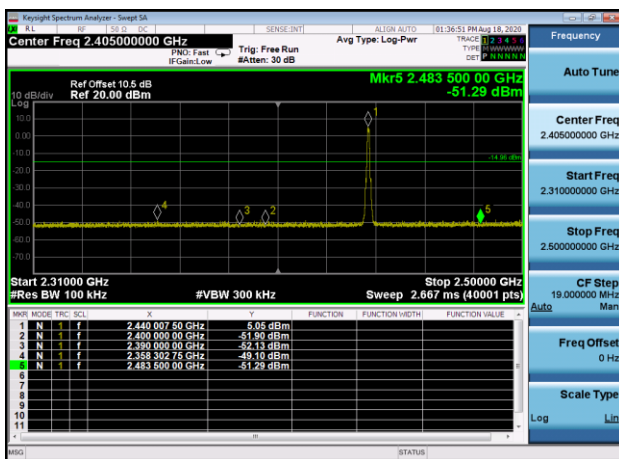 Keysight Spectrum Analyzer - Swept SA
RL RF 50 Ω DC SENSE:INT ALIGN AUTO 01:36:51 PM Aug 18, 2020
Center Freq 2.405000000 GHz
PNO: Fast
IFGain:Low
Trig: Free Run
#Atten: 30 dB
Avg Type: Log-Pwr
TRACE 1 2 3 4 5 6
TYPE M WWWWW
DET P N N N N N
Ref Offset 10.5 dB
10 dB/div Ref 20.00 dBm
Log
Mkr5 2.483 500 00 GHz
-51.29 dBm
10.0
0.00
-10.0
-20.0
-30.0
-40.0
-50.0
-60.0
-70.0
1
-14.96 dBm
4
3
2
5
Start 2.31000 GHz Stop 2.50000 GHz
#Res BW 100 kHz #VBW 300 kHz Sweep 2.667 ms (40001 pts)
MKR MODE TRC SCL X Y FUNCTION FUNCTION WIDTH FUNCTION VALUE
1 N 1 f 2.440 007 50 GHz 5.05 dBm
2 N 1 f 2.400 000 00 GHz -51.90 dBm
3 N 1 f 2.390 000 00 GHz -52.13 dBm
4 N 1 f 2.358 302 75 GHz -49.10 dBm
5 N 1 f 2.483 500 00 GHz -51.29 dBm
6
7
8
9
10
11
MSG STATUS
Frequency
Auto Tune
Center Freq
2.405000000 GHz
Start Freq
2.310000000 GHz
Stop Freq
2.500000000 GHz
CF Step
19.000000 MHz
Auto Man
Freq Offset
0 Hz
Scale Type
Log Lin